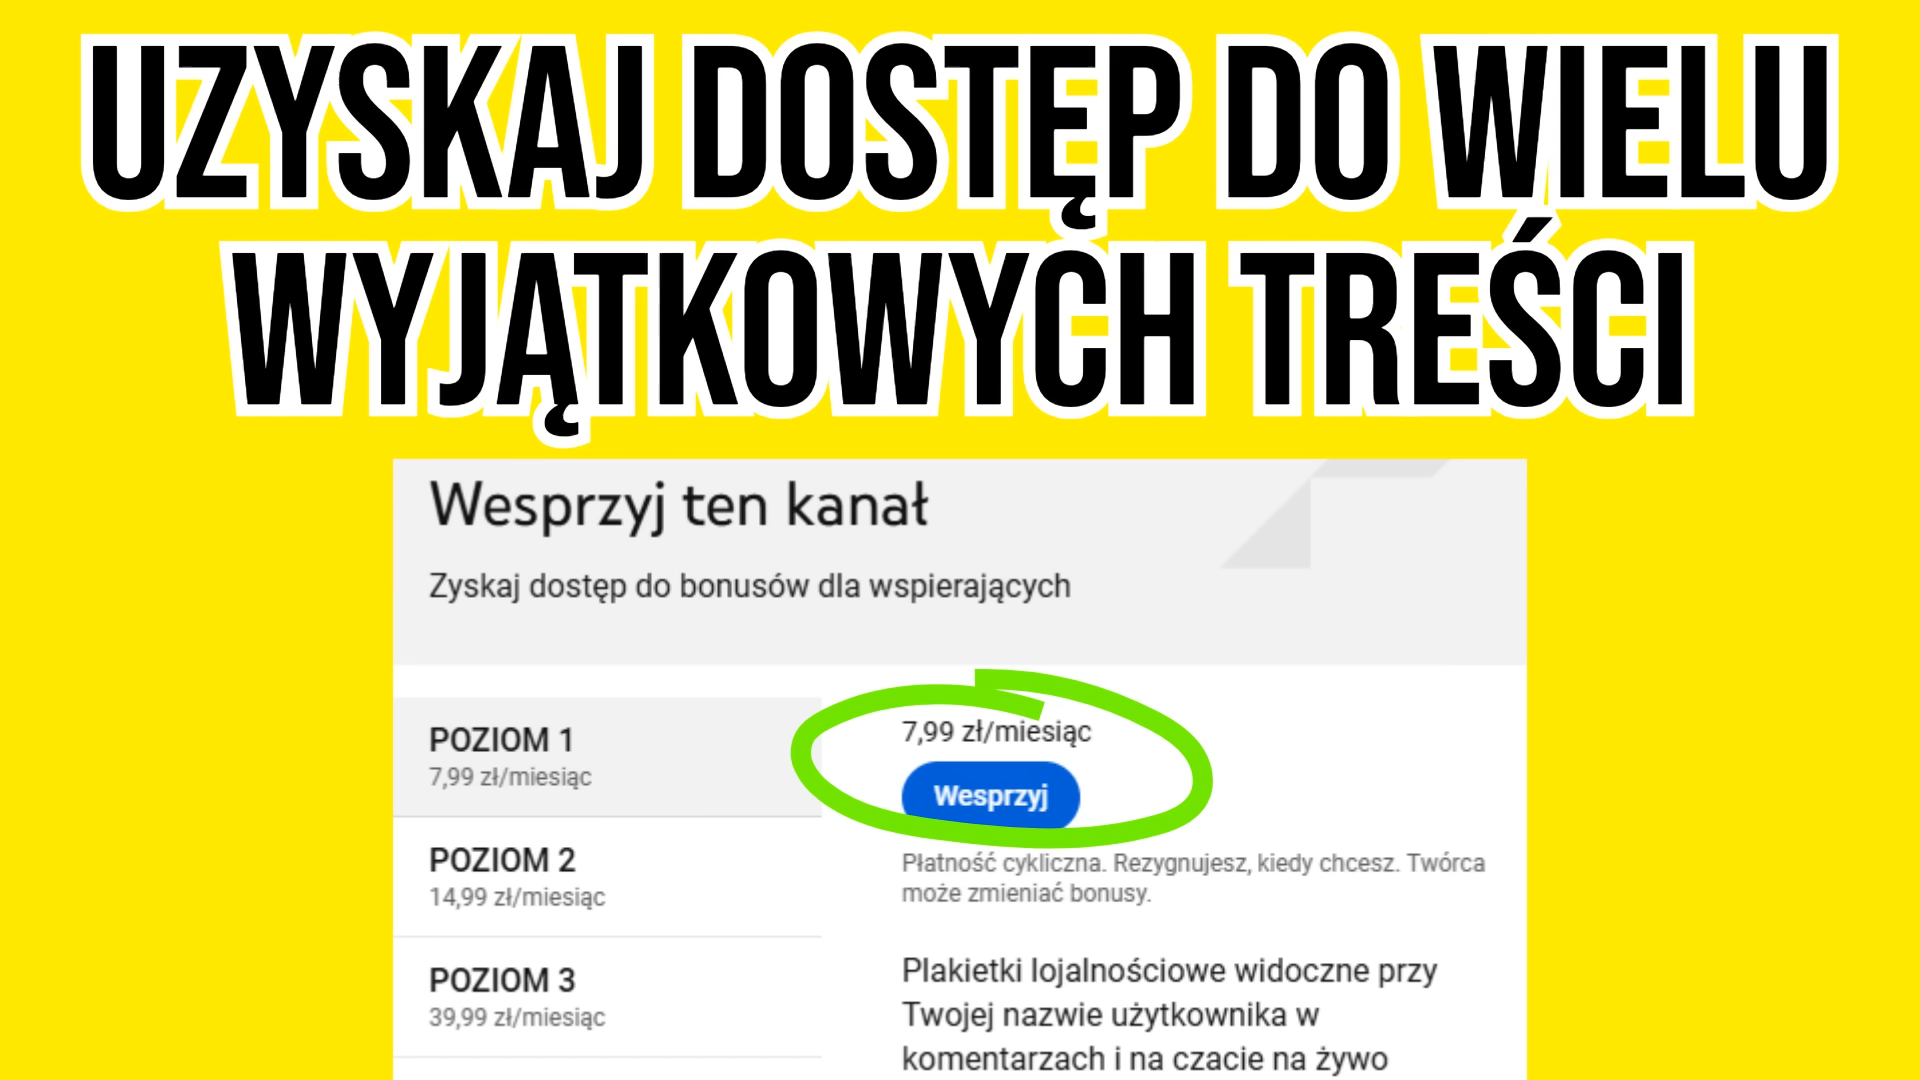 UZYSKAJ DOSTĘP DO WIELU
WYJĄTKOWYCH TREŚCI
Wesprzyj ten kanał
Zyskaj dostęp do bonusów dla wspierających
POZIOM 1
7,99 zł/miesiąc
POZIOM 2
14,99 zł/miesiąc
POZIOM 3
39,99 zł/miesiąc
7,99 zł/miesiąc
Wesprzyj
Płatność cykliczna. Rezygnujesz, kiedy chcesz. Twórca
może zmieniać bonusy.
Plakietki lojalnościowe widoczne przy
Twojej nazwie użytkownika w
komentarzach i na czacie na żywo